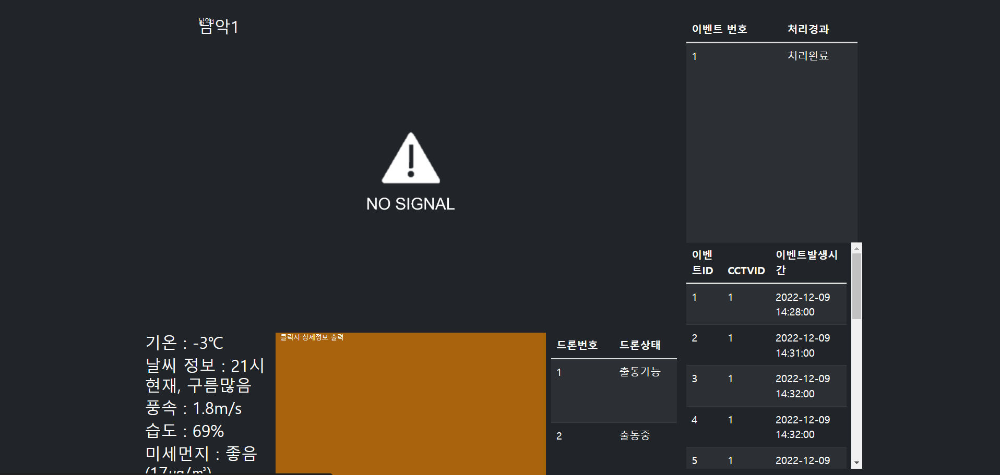 남악1
남악1
NO SIGNAL
기온 : -3℃
날씨 정보 : 21시
현재, 구름많음
풍속 : 1.8m/s
습도 : 69%
미세먼지 : 좋음
(17㎍/㎥)
클릭시 상세정보 출력
드론번호 드론상태
1 출동가능
2 출동중
이벤트 번호 처리경과
1 처리완료
이벤
트ID CCTVID 이벤트발생시
간
1 1 2022-12-09
14:28:00
2 1 2022-12-09
14:31:00
3 1 2022-12-09
14:32:00
4 1 2022-12-09
14:32:00
5 1 2022-12-09